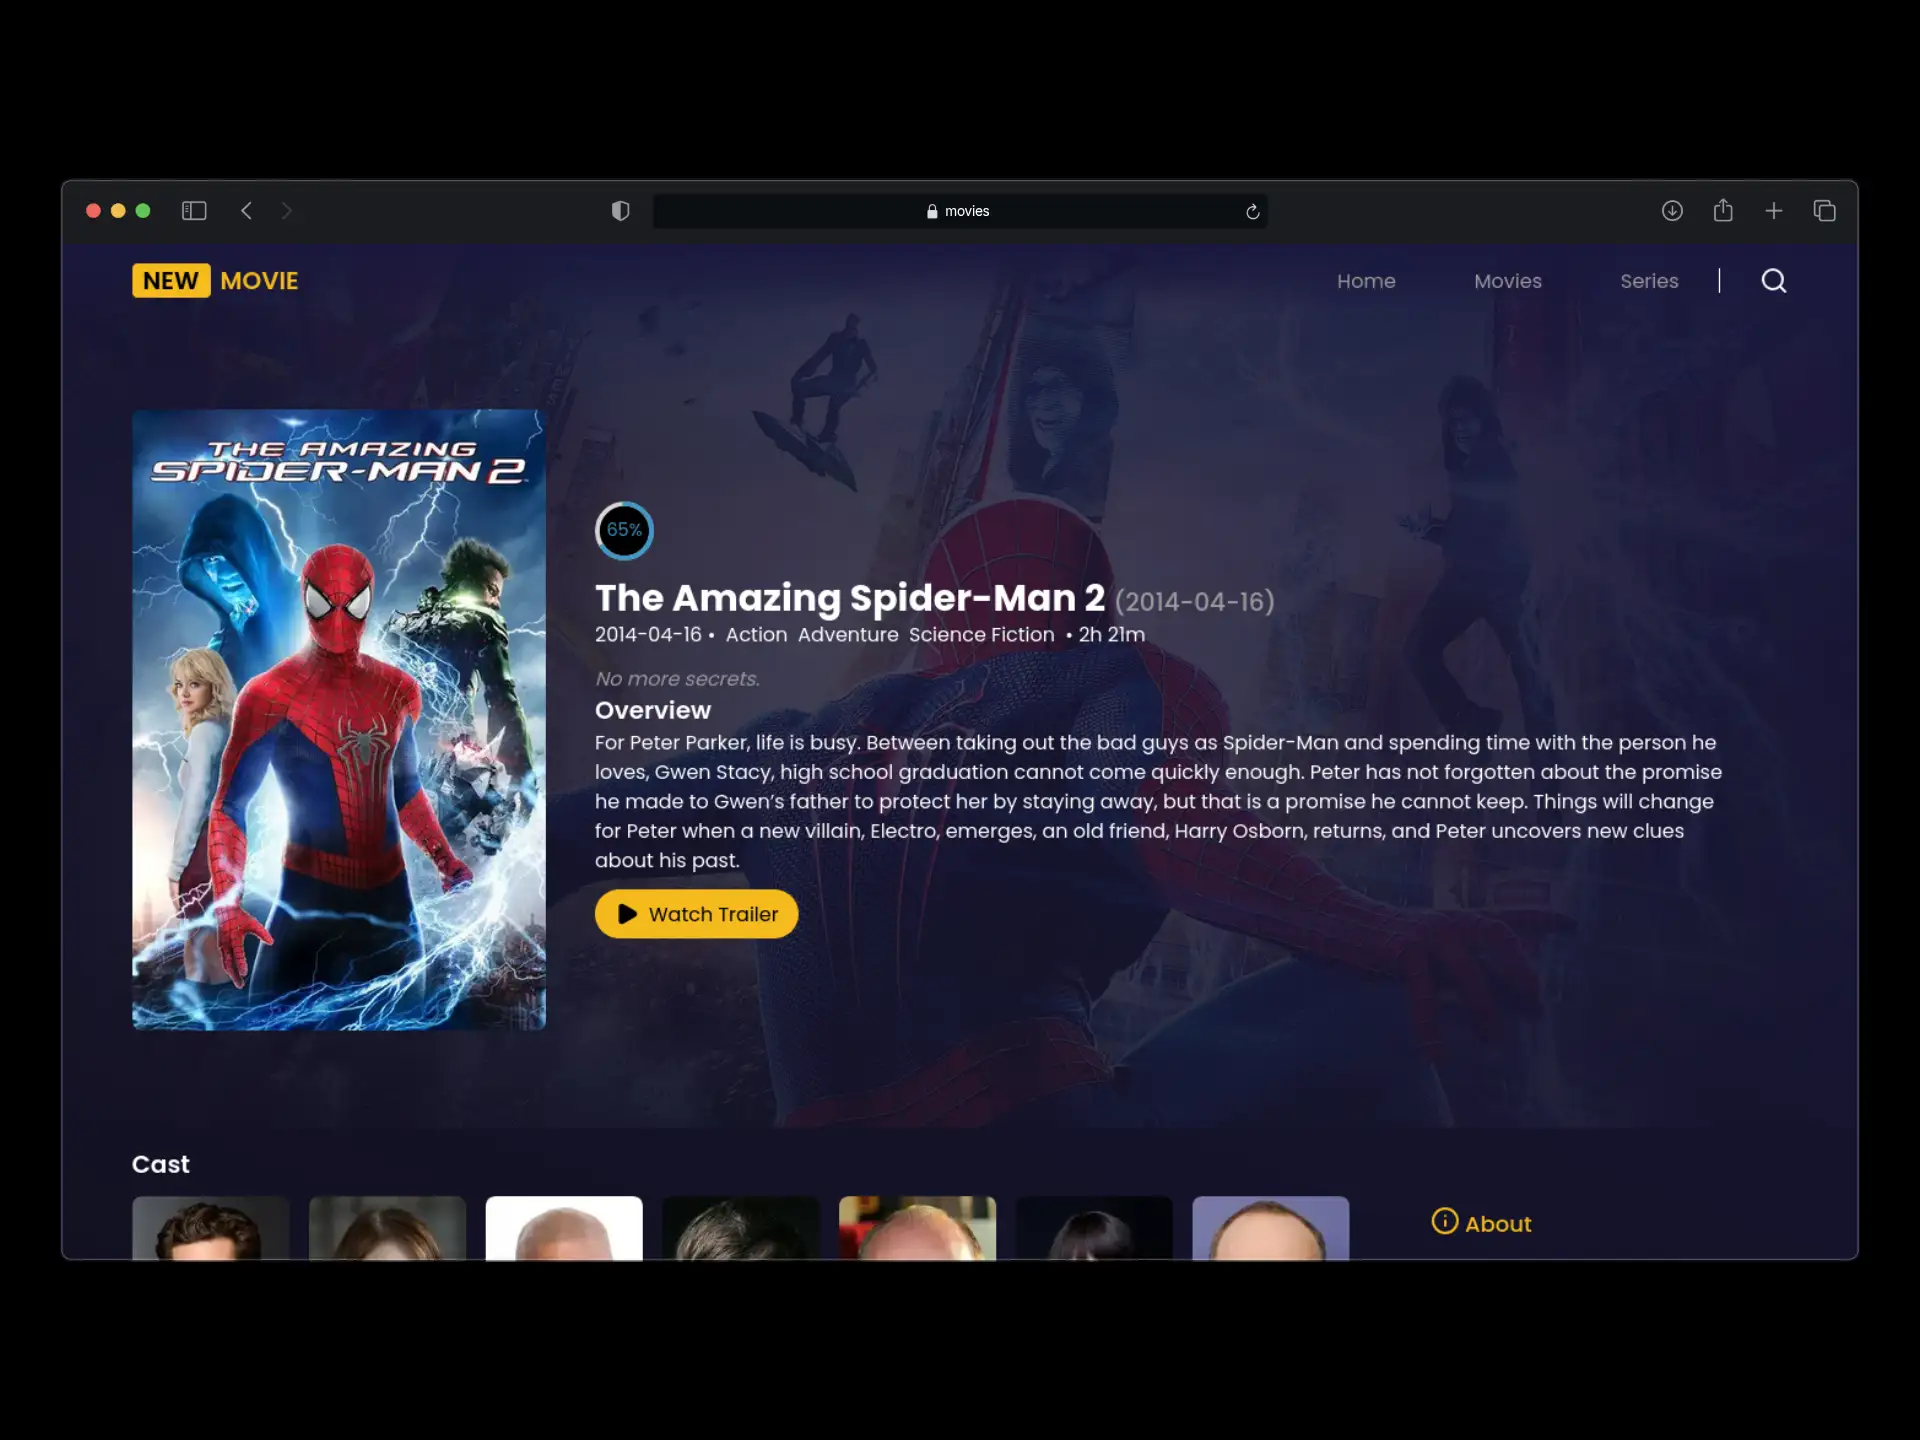 movies
NEW MOVIE
Home Movies Series
THE AMAZING
SPIDER-MAN 2
65%
The Amazing Spider-Man 2 (2014-04-16)
2014-04-16 • Action Adventure Science Fiction • 2h 21m
No more secrets.
Overview
For Peter Parker, life is busy. Between taking out the bad guys as Spider-Man and spending time with the person he
loves, Gwen Stacy, high school graduation cannot come quickly enough. Peter has not forgotten about the promise
he made to Gwen’s father to protect her by staying away, but that is a promise he cannot keep. Things will change
for Peter when a new villain, Electro, emerges, an old friend, Harry Osborn, returns, and Peter uncovers new clues
about his past.
Watch Trailer
Cast
About